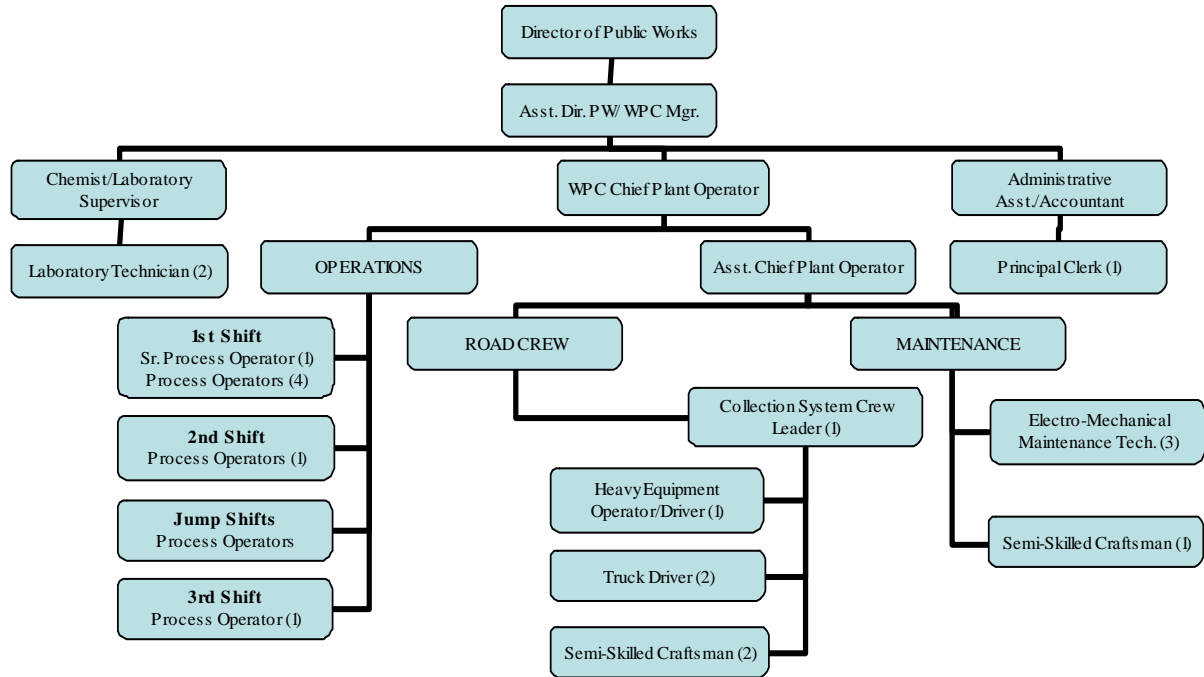 Director of Public Works
Asst. Dir. PW/ WPC Mgr.
Chemist/Laboratory
Supervisor
WPC Chief Plant Operator
Administrative
Asst./Accountant
Laboratory Technician (2)
OPERATIONS
Asst. Chief Plant Operator
Principal Clerk (1)
1st Shift
Sr. Process Operator (1)
Process Operators (4)
ROAD CREW
MAINTENANCE
2nd Shift
Process Operators (1)
Collection System Crew
Leader (1)
Electro-Mechanical
Maintenance Tech. (3)
Jump Shifts
Process Operators
Heavy Equipment
Operator/Driver (1)
Semi-Skilled Craftsman (1)
3rd Shift
Process Operator (1)
Truck Driver (2)
Semi-Skilled Craftsman (2)